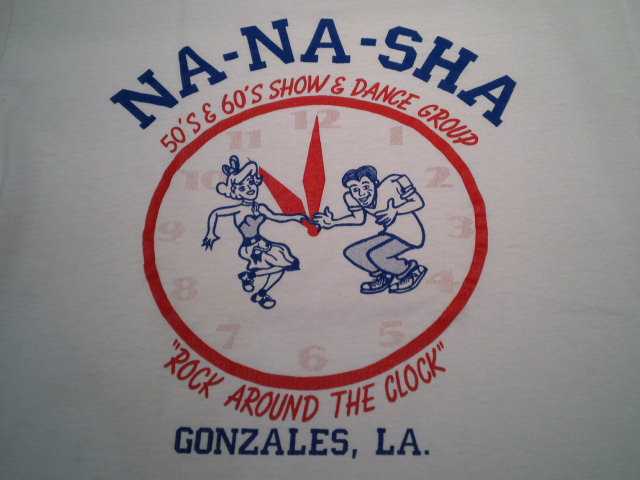 NA-NA-SHA
50'S & 60'S SHOW & DANCE GROUP
12
11 1
10 2
9 3
8 4
7 5
6
"ROCK AROUND THE CLOCK"
GONZALES, LA.